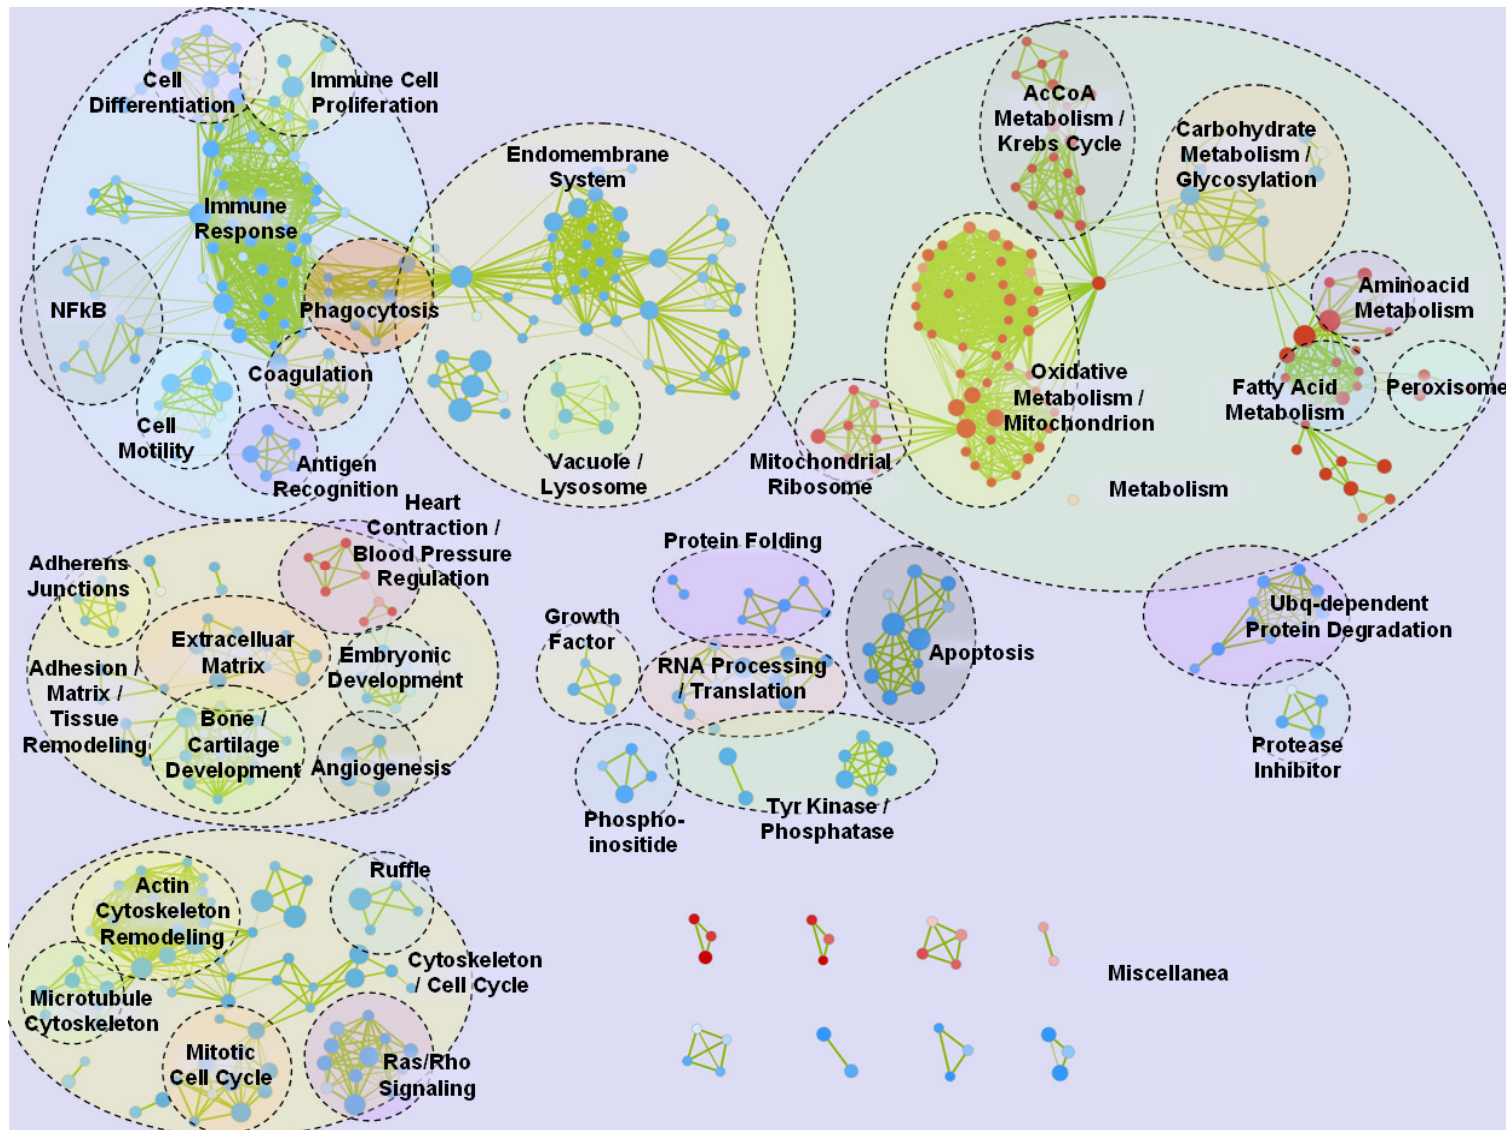 Cell
Differentiation
Immune Cell
Proliferation
Immune
Response
NFkB
Phagocytosis
Coagulation
Cell
Motility
Antigen
Recognition
Endomembrane
System
Vacuole /
Lysosome
AcCoA
Metabolism /
Krebs Cycle
Carbohydrate
Metabolism /
Glycosylation
Aminoacid
Metabolism
Fatty Acid
Metabolism
Peroxisome
Oxidative
Metabolism /
Mitochondrion
Mitochondrial
Ribosome
Metabolism
Heart
Contraction /
Blood Pressure
Regulation
Adherens
Junctions
Extracelluar
Matrix
Embryonic
Development
Adhesion /
Matrix /
Tissue
Remodeling
Bone /
Cartilage
Development
Angiogenesis
Protein Folding
Growth
Factor
RNA Processing
/ Translation
Apoptosis
Ubq-dependent
Protein Degradation
Protease
Inhibitor
Phospho-
inositide
Tyr Kinase /
Phosphatase
Actin
Cytoskeleton
Remodeling
Ruffle
Cytoskeleton
/ Cell Cycle
Microtubule
Cytoskeleton
Mitotic
Cell Cycle
Ras/Rho
Signaling
Miscellanea